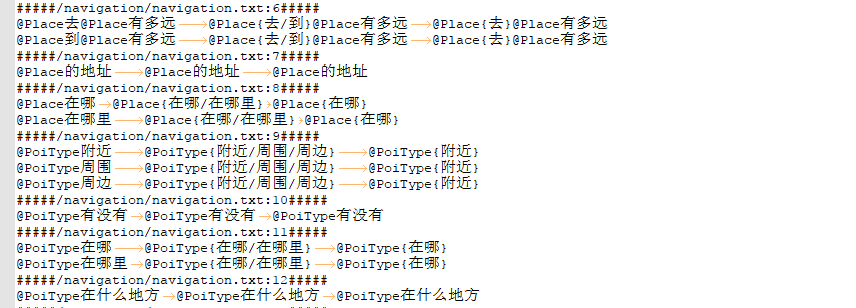 #####/navigation/navigation.txt:6#####
@Place去@Place有多远→@Place{去/到}@Place有多远→@Place{去}@Place有多远
@Place到@Place有多远→@Place{去/到}@Place有多远→@Place{去}@Place有多远
#####/navigation/navigation.txt:7#####
@Place的地址→@Place的地址→@Place的地址
#####/navigation/navigation.txt:8#####
@Place在哪→@Place{在哪/在哪里}→@Place{在哪}
@Place在哪里→@Place{在哪/在哪里}→@Place{在哪}
#####/navigation/navigation.txt:9#####
@PoiType附近→@PoiType{附近/周围/周边}→@PoiType{附近}
@PoiType周围→@PoiType{附近/周围/周边}→@PoiType{附近}
@PoiType周边→@PoiType{附近/周围/周边}→@PoiType{附近}
#####/navigation/navigation.txt:10#####
@PoiType有没有→@PoiType有没有→@PoiType有没有
#####/navigation/navigation.txt:11#####
@PoiType在哪→@PoiType{在哪/在哪里}→@PoiType{在哪}
@PoiType在哪里→@PoiType{在哪/在哪里}→@PoiType{在哪}
#####/navigation/navigation.txt:12#####
@PoiType在什么地方→@PoiType在什么地方→@PoiType在什么地方